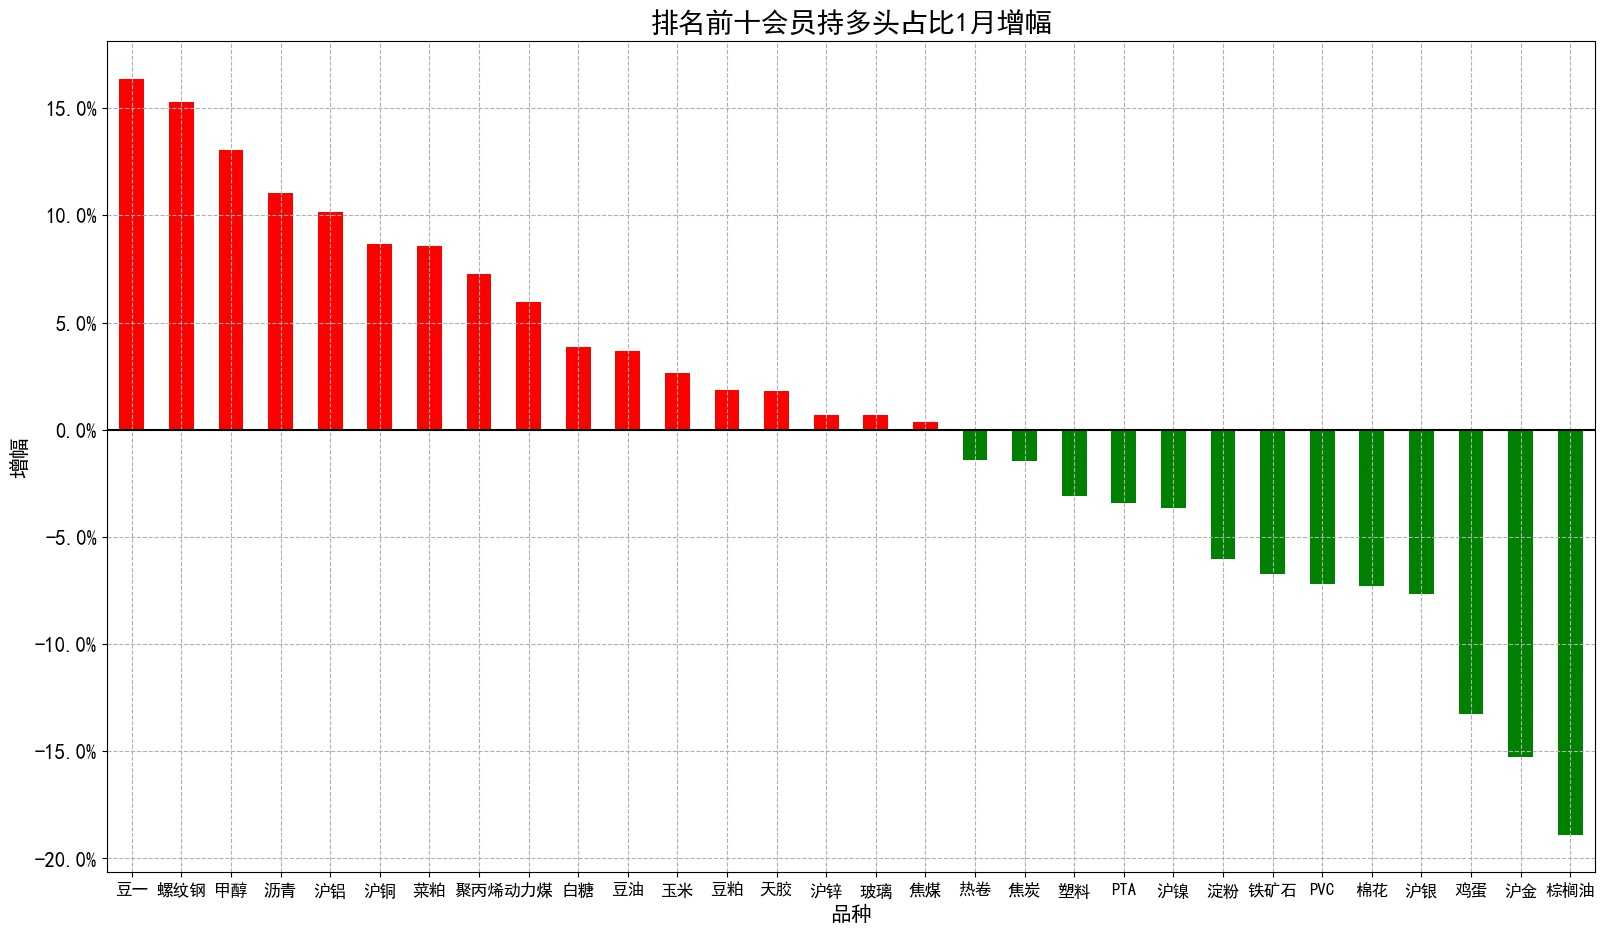 排名前十会员持多头占比1月增幅
15.0%
10.0%
5.0%
0.0%
−5.0%
−10.0%
−15.0%
−20.0%
增幅
豆一 螺纹钢 甲醇 沥青 沪铝 沪铜 菜粕 聚丙烯 动力煤 白糖 豆油 玉米 豆粕 天胶 沪锌 玻璃 焦煤 热卷 焦炭 塑料 PTA 沪镍 淀粉 铁矿石 PVC 棉花 沪银 鸡蛋 沪金 棕榈油
品种